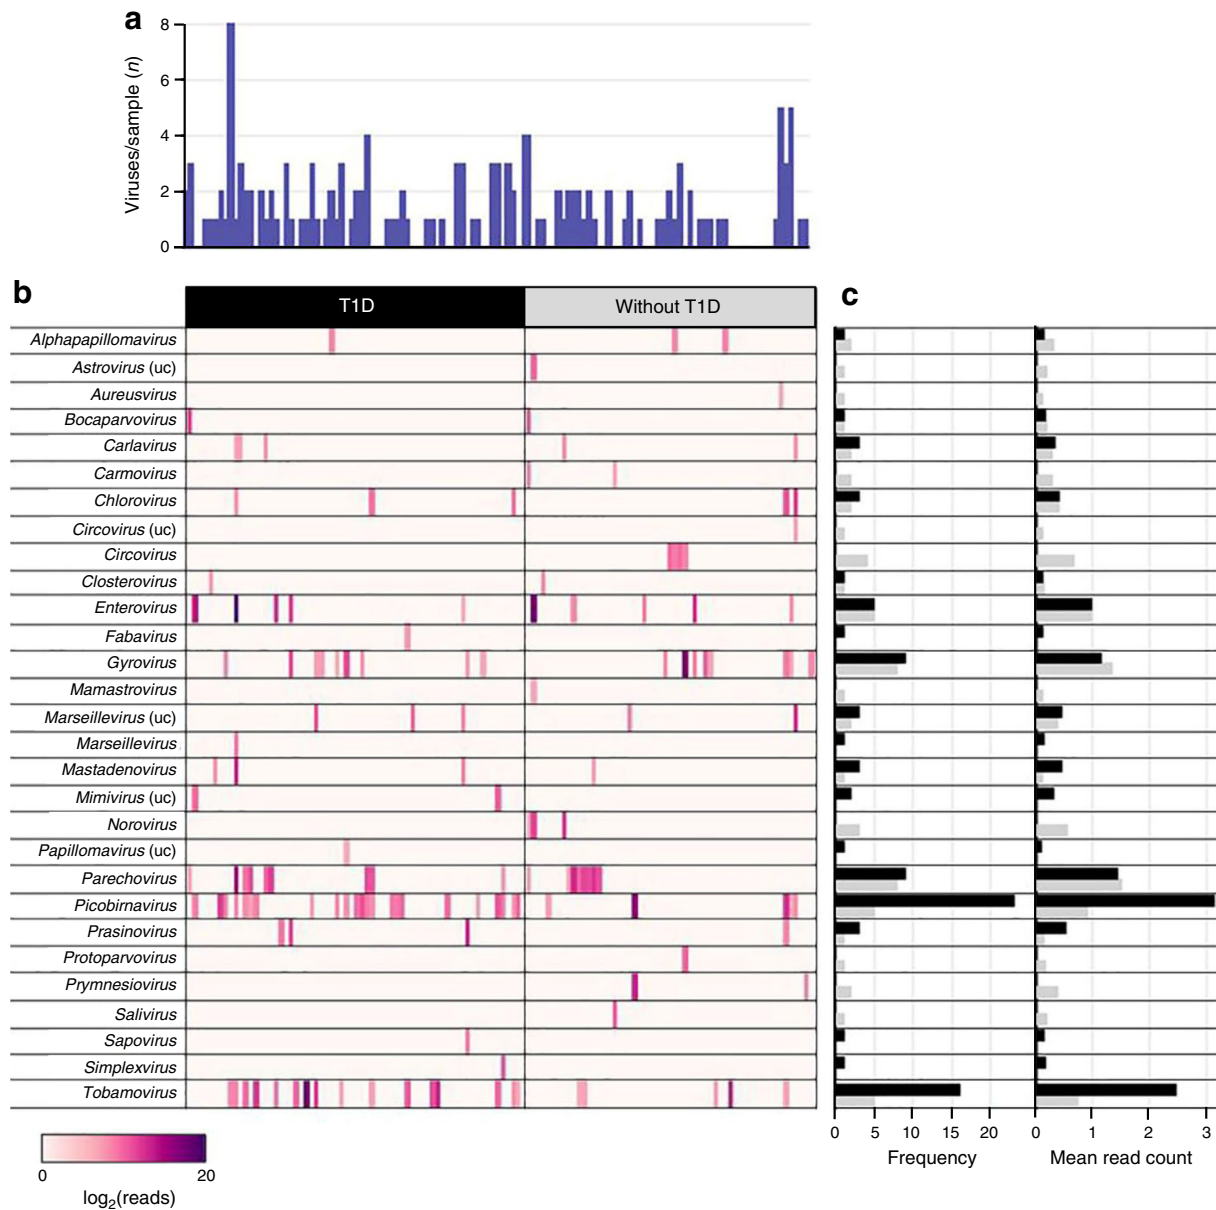 a
Viruses/sample (n)
8
6
4
2
0
b
T1D
Without T1D
c
Alphapapillomavirus
Astrovirus (uc)
Aureusvirus
Bocaparvovirus
Carlavirus
Carmovirus
Chlorovirus
Circovirus (uc)
Circovirus
Closterovirus
Enterovirus
Fabavirus
Gyrovirus
Mamastrovirus
Marseillevirus (uc)
Marseillevirus
Mastadenovirus
Mimivirus (uc)
Norovirus
Papillomavirus (uc)
Parechovirus
Picobirnavirus
Prasinovirus
Protoparvovirus
Prymnesiovirus
Salivirus
Sapovirus
Simplexvirus
Tobamovirus
0 5 10 15 20
Frequency
0 1 2 3
Mean read count
0 20
log2(reads)